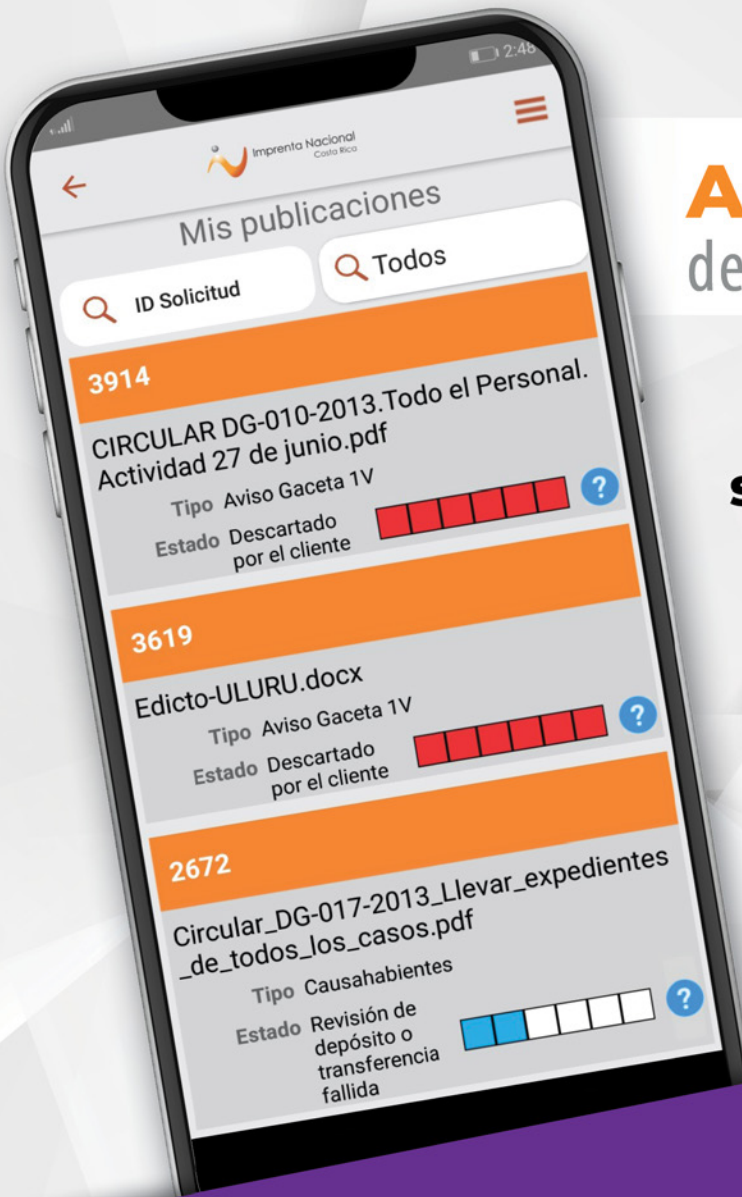 2:48
Imprenta Nacional
Costa Rica
Mis publicaciones
ID Solicitud
Todos
3914
CIRCULAR DG-010-2013.Todo el Personal.
Actividad 27 de junio.pdf
Tipo Aviso Gaceta 1V
Estado Descartado
por el cliente
?
3619
Edicto-ULURU.docx
Tipo Aviso Gaceta 1V
Estado Descartado
por el cliente
?
2672
Circular_DG-017-2013_Llevar_expedientes
_de_todos_los_casos.pdf
Tipo Causahabientes
Estado Revisión de
depósito o
transferencia
fallida
?
A
de
s